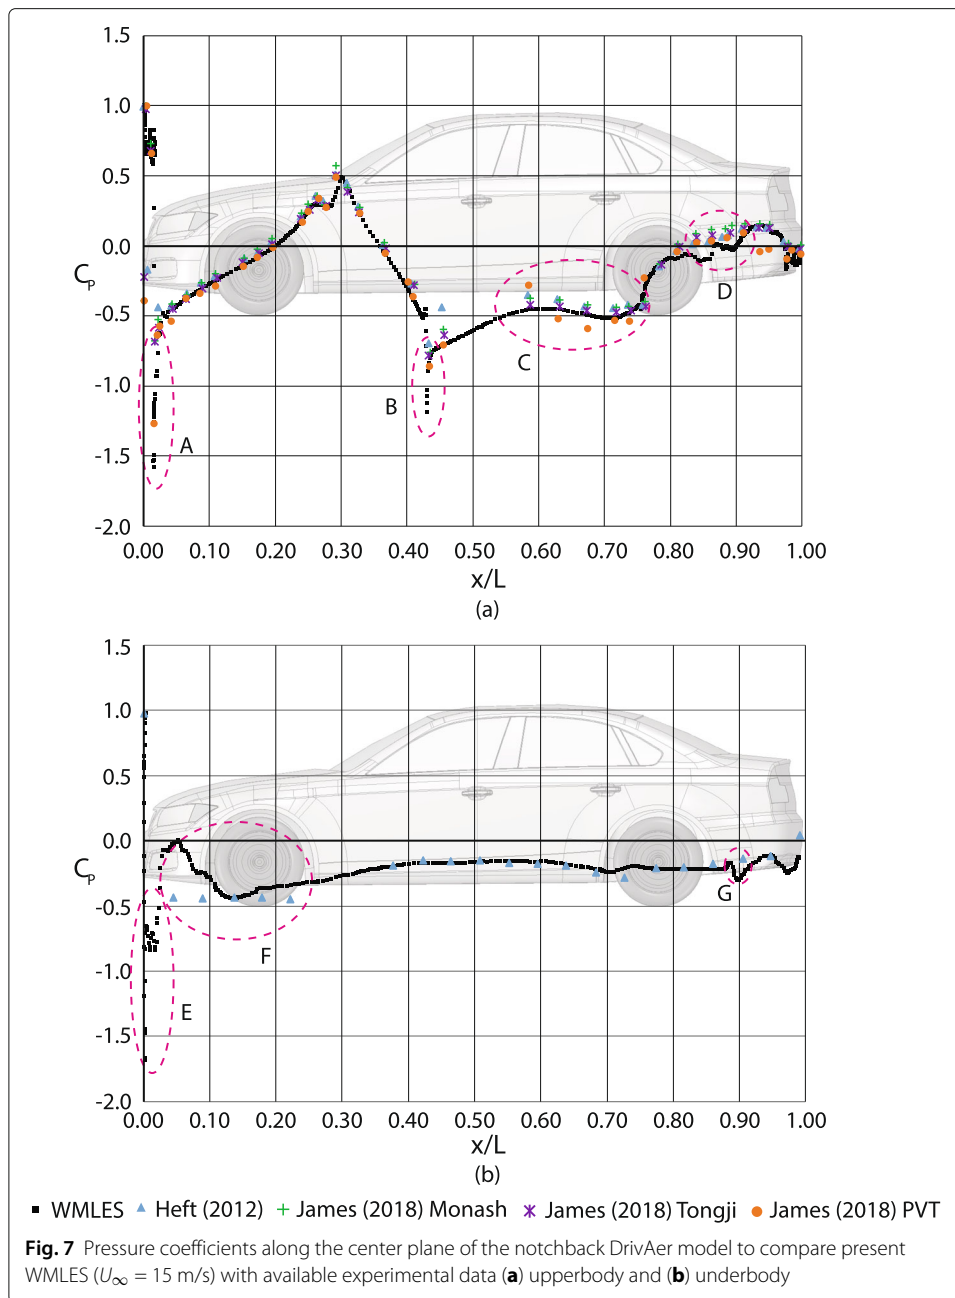 1.5
1.0
0.5
0.0
Cp
-0.5
-1.0
-1.5
-2.0
A
B
C
D
0.00 0.10 0.20 0.30 0.40 0.50 0.60 0.70 0.80 0.90 1.00
x/L
(a)
1.5
1.0
0.5
0.0
Cp
-0.5
-1.0
-1.5
-2.0
E
F
G
0.00 0.10 0.20 0.30 0.40 0.50 0.60 0.70 0.80 0.90 1.00
x/L
(b)
WMLES Heft (2012) James (2018) Monash James (2018) Tongji James (2018) PVT
Fig. 7 Pressure coefficients along the center plane of the notchback DrivAer model to compare present
WMLES (U∞ = 15 m/s) with available experimental data (a) upperbody and (b) underbody